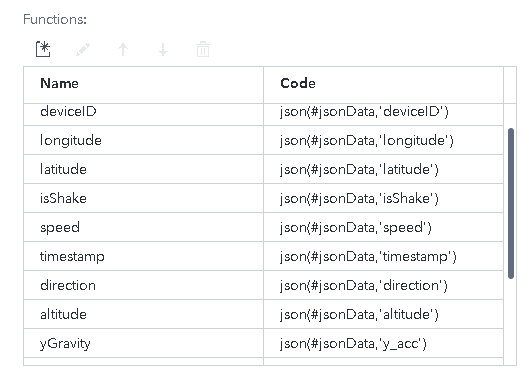 Functions:
Name Code
deviceID json(#jsonData,'deviceID')
longitude json(#jsonData,'longitude')
latitude json(#jsonData,'latitude')
isShake json(#jsonData,'isShake')
speed json(#jsonData,'speed')
timestamp json(#jsonData,'timestamp')
direction json(#jsonData,'direction')
altitude json(#jsonData,'altitude')
yGravity json(#jsonData,'y_acc')